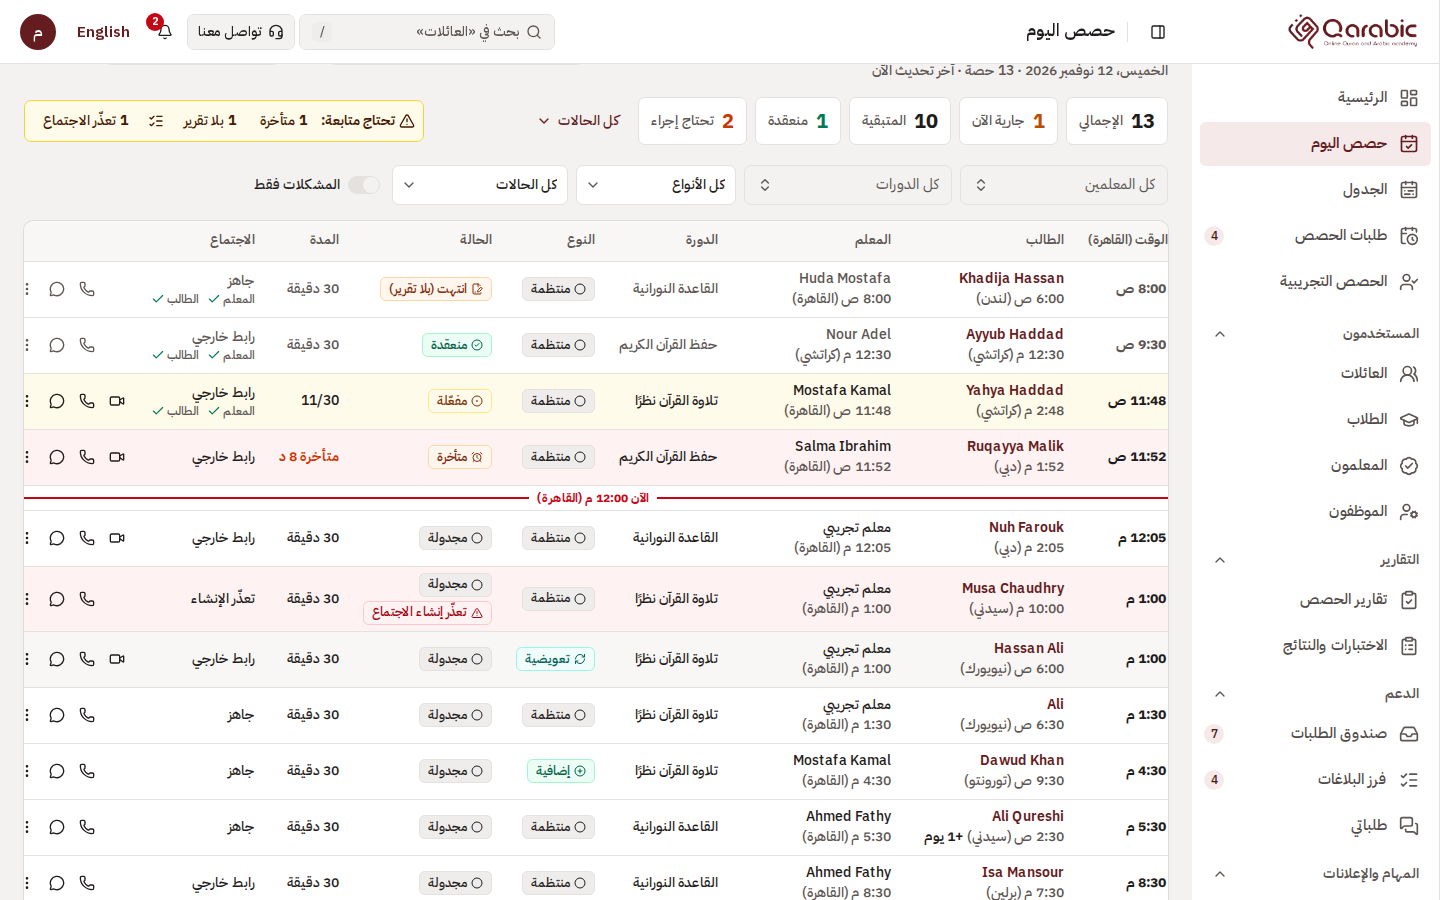 Qarabic
Online Quran and Arabic academy
حصص اليوم
بحث في «العائلات»
/
تواصل معنا
2
English
م
الرئيسية
حصص اليوم
الجدول
طلبات الحصص
4
الحصص التجريبية
المستخدمون
العائلات
الطلاب
المعلمون
الموظفون
التقارير
تقارير الحصص
الاختبارات والنتائج
الدعم
صندوق الطلبات
7
فرز البلاغات
4
طلباتي
المهام والإعلانات
الخميس، 12 نوفمبر 2026 · 13 حصة · آخر تحديث الآن
13 الإجمالي
1 جارية الآن
10 المتبقية
1 منعقدة
2 تحتاج إجراء
كل الحالات
تحتاج متابعة:
1 متأخرة
1 بلا تقرير
1 تعذّر الاجتماع
كل المعلمين
كل الدورات
كل الأنواع
كل الحالات
المشكلات فقط
الوقت (القاهرة) الطالب المعلم الدورة النوع الحالة المدة الاجتماع
8:00 ص Khadija Hassan Huda Mostafa القاعدة النورانية منتظمة انتهت (بلا تقرير) 30 دقيقة جاهز
6:00 ص (لندن) 8:00 ص (القاهرة) المعلم الطالب
9:30 ص Ayyub Haddad Nour Adel حفظ القرآن الكريم منتظمة منعقدة 30 دقيقة رابط خارجي
12:30 م (كراتشي) 12:30 م (كراتشي) المعلم الطالب
11:48 ص Yahya Haddad Mostafa Kamal تلاوة القرآن نظرًا منتظمة مفعّلة 11/30 رابط خارجي
2:48 م (كراتشي) 11:48 ص (القاهرة) المعلم الطالب
11:52 ص Ruqayya Malik Salma Ibrahim حفظ القرآن الكريم منتظمة متأخرة متأخرة 8 د رابط خارجي
1:52 م (دبي) 11:52 ص (القاهرة)
الآن 12:00 م (القاهرة)
12:05 م Nuh Farouk معلم تجريبي القاعدة النورانية منتظمة مجدولة 30 دقيقة رابط خارجي
2:05 م (دبي) 12:05 م (القاهرة)
1:00 م Musa Chaudhry معلم تجريبي تلاوة القرآن نظرًا منتظمة مجدولة 30 دقيقة تعذّر الإنشاء
10:00 م (سيدني) 1:00 م (القاهرة) تعذّر إنشاء الاجتماع
1:00 م Hassan Ali معلم تجريبي تلاوة القرآن نظرًا تعويضية مجدولة 30 دقيقة رابط خارجي
6:00 ص (نيويورك) 1:00 م (القاهرة)
1:30 م Ali معلم تجريبي تلاوة القرآن نظرًا منتظمة مجدولة 30 دقيقة جاهز
6:30 ص (نيويورك) 1:30 م (القاهرة)
4:30 م Dawud Khan Mostafa Kamal تلاوة القرآن نظرًا إضافية مجدولة 30 دقيقة جاهز
9:30 ص (تورونتو) 4:30 م (القاهرة)
5:30 م Ali Qureshi Ahmed Fathy القاعدة النورانية منتظمة مجدولة 30 دقيقة جاهز
2:30 ص (سيدني) +1 يوم 5:30 م (القاهرة)
8:30 م Isa Mansour Ahmed Fathy القاعدة النورانية منتظمة مجدولة 30 دقيقة رابط خارجي
7:30 م (برلين) 8:30 م (القاهرة)